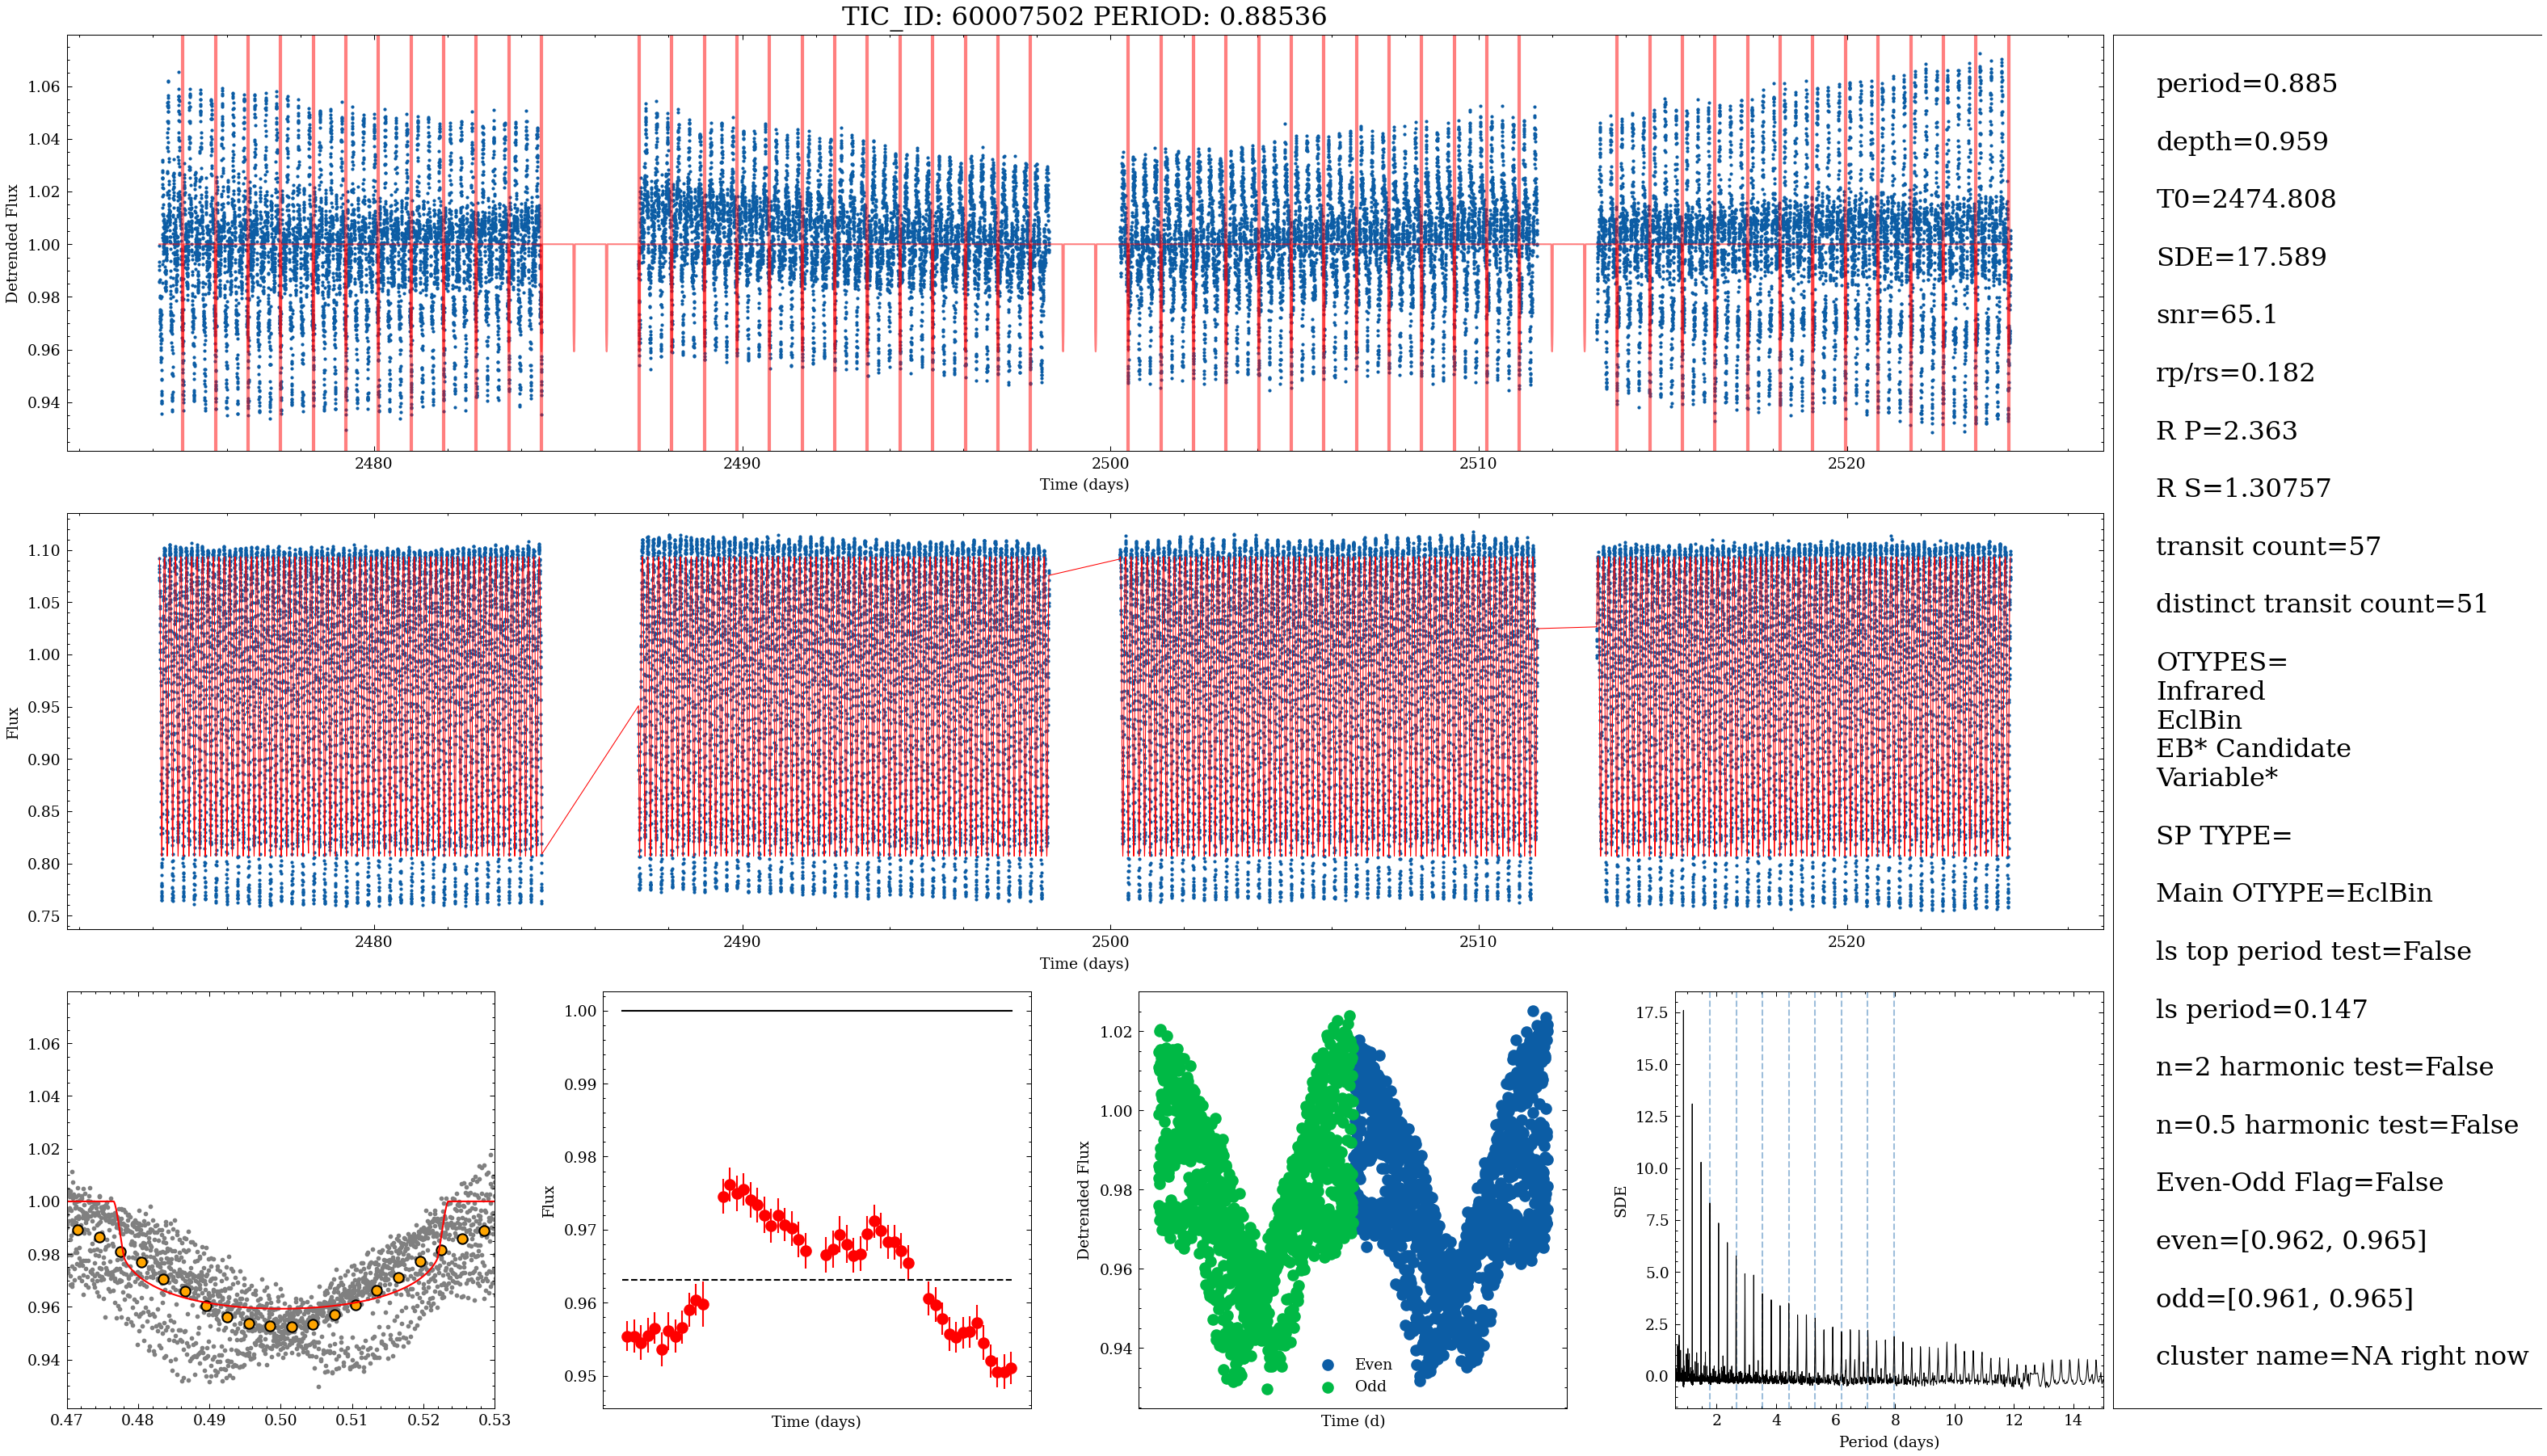 TIC_ID: 60007502 PERIOD: 0.88536
Detrended Flux
1.06
1.04
1.02
1.00
0.98
0.96
0.94
2480
2490
2500
2510
2520
Time (days)
Flux
1.10
1.05
1.00
0.95
0.90
0.85
0.80
0.75
2480
2490
2500
2510
2520
Time (days)
1.06
1.04
1.02
1.00
0.98
0.96
0.94
0.47
0.48
0.49
0.50
0.51
0.52
0.53
Flux
1.00
0.99
0.98
0.97
0.96
0.95
Time (days)
Detrended Flux
1.02
1.00
0.98
0.96
0.94
Even
Odd
Time (d)
SDE
17.5
15.0
12.5
10.0
7.5
5.0
2.5
0.0
2
4
6
8
10
12
14
Period (days)
period=0.885
depth=0.959
T0=2474.808
SDE=17.589
snr=65.1
rp/rs=0.182
R P=2.363
R S=1.30757
transit count=57
distinct transit count=51
OTYPES=
Infrared
EclBin
EB* Candidate
Variable*
SP TYPE=
Main OTYPE=EclBin
ls top period test=False
ls period=0.147
n=2 harmonic test=False
n=0.5 harmonic test=False
Even-Odd Flag=False
even=[0.962, 0.965]
odd=[0.961, 0.965]
cluster name=NA right now